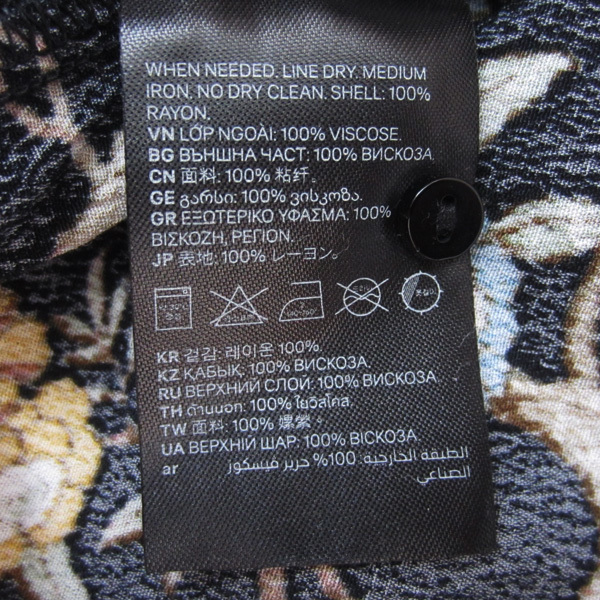 WHEN NEEDED. LINE DRY. MEDIUM
IRON. NO DRY CLEAN. SHELL: 100%
RAYON.
VN LỚP NGOÀI: 100% VISCOSE.
BG ВЪНШНА ЧАСТ: 100% ВИСКОЗА
CN 面料: 100% 粘纤。
GE გარსი: 100% ვისკოზა.
GR ΕΞΩΤΕΡΙΚΟ ΥΦΑΣΜΑ: 100%
ΒΙΣΚΟΖΗ, ΡΕΓΙΟΝ.
JP 表地: 100% レーヨン。
KR 겉감: 레이온 100%.
KZ ҚАБЫҚ: 100% ВИСКОЗА.
RU ВЕРХНИЙ СЛОЙ: 100% ВИСКОЗА.
TH ด้านนอก: 100% ใยวิสโคส
TW 面料: 100% 嫘縈。
UA ВЕРХНІЙ ШАР: 100% ВІСКОЗА.
ar الطبقة الخارجية: 100% حرير فيسكوز
الصناعي